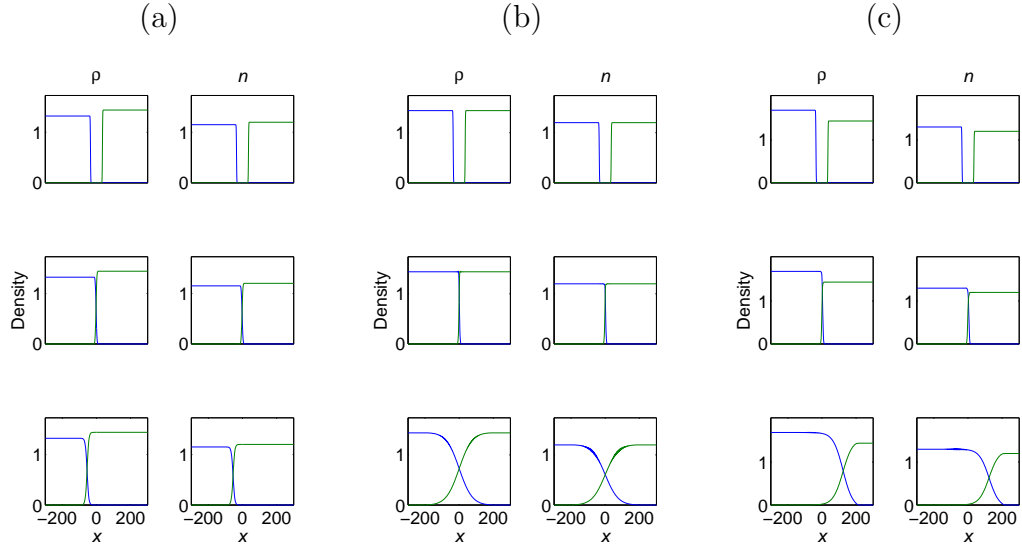 (a) (b) (c)
ρ n ρ n ρ n
1 1 1 1 1 1
0 0 0 0 0 0
Density Density Density
1 1 1 1 1 1
0 0 0 0 0 0
1 1 1 1 1 1
0 0 0 0 0 0
−200 0 200 −200 0 200 −200 0 200 −200 0 200 −200 0 200 −200 0 200
x x x x x x